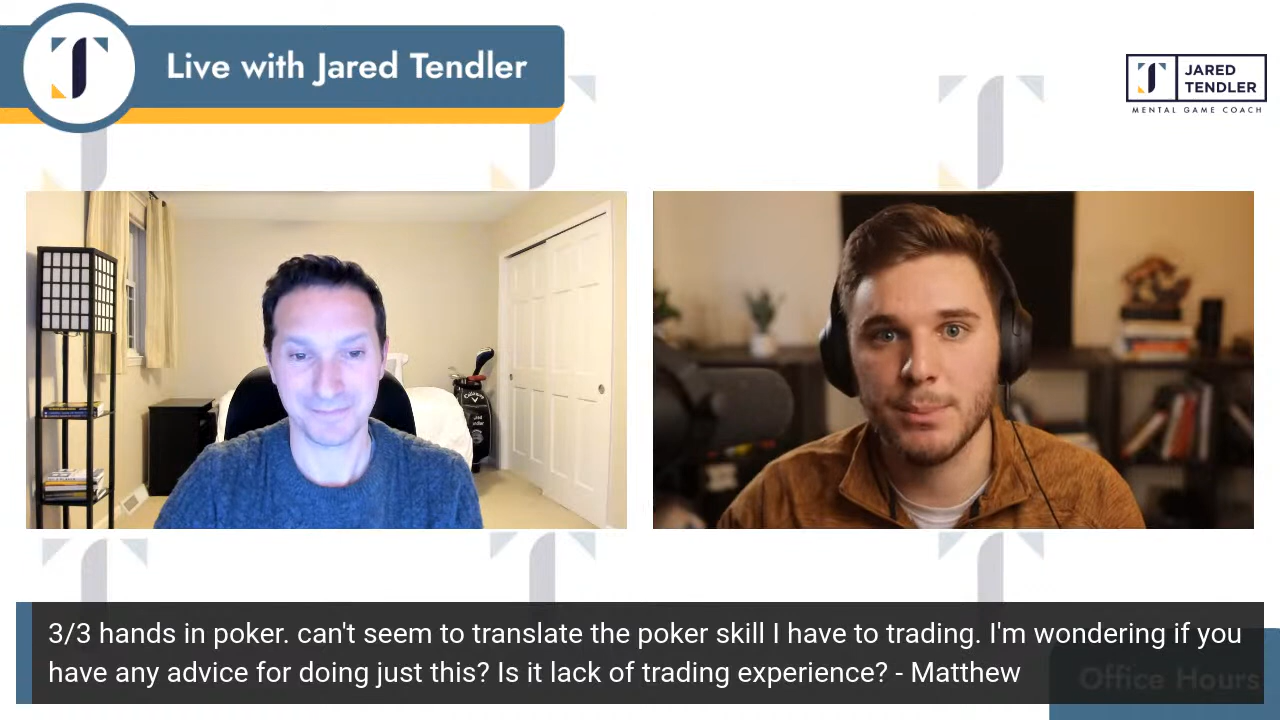 Live with Jared Tendler
JARED
TENDLER
MENTAL GAME COACH
Callaway
3/3 hands in poker. can't seem to translate the poker skill I have to trading. I'm wondering if you
have any advice for doing just this? Is it lack of trading experience? - Matthew
Office Hours